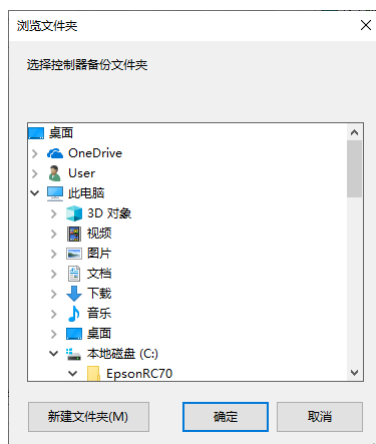 浏览文件夹
选择控制器备份文件夹
桌面
OneDrive
User
此电脑
3D 对象
视频
图片
文档
下载
音乐
桌面
本地磁盘 (C:)
EpsonRC70
新建文件夹(M)
确定
取消